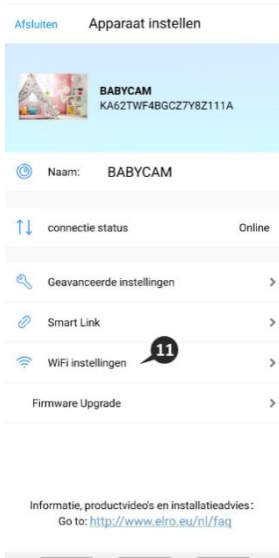 Afsluiten Apparaat instellen
BABYCAM
KA62TWF4BGCZ7Y8Z111A
Naam: BABYCAM
connectie status Online
Geavanceerde instellingen
Smart Link
WiFi instellingen 11
Firmware Upgrade
Informatie, productvideo's en installatieadvies:
Go to: http://www.elro.eu/nl/faq